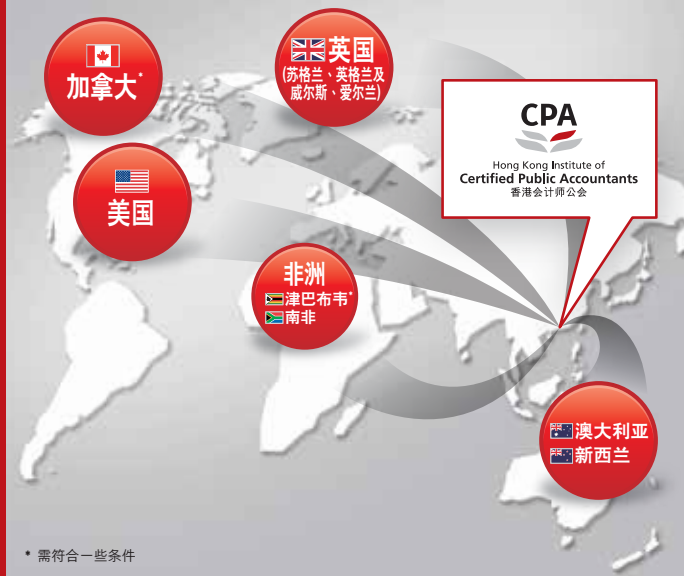 加拿大*
英国
(苏格兰、英格兰及
威尔斯、爱尔兰)
CPA
Hong Kong Institute of
Certified Public Accountants
香港会计师公会
美国
非洲
津巴布韦*
南非
澳大利亚
新西兰
* 需符合一些条件